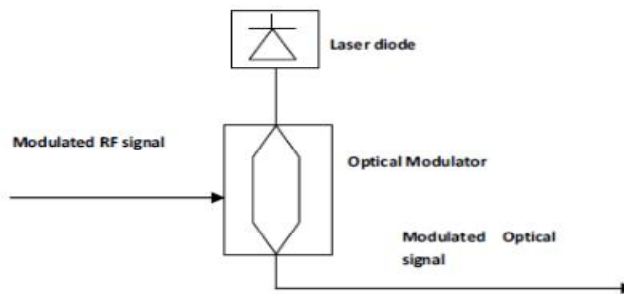 Laser diode
Modulated RF signal
Optical Modulator
Modulated Optical
signal